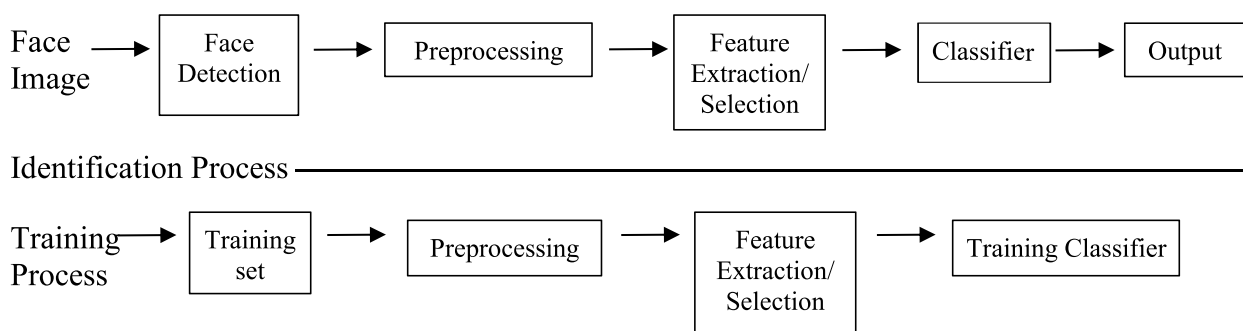 Face
Image
Face
Detection
Preprocessing
Feature
Extraction/
Selection
Classifier
Output
Identification Process
Training
Process
Training
set
Preprocessing
Feature
Extraction/
Selection
Training Classifier